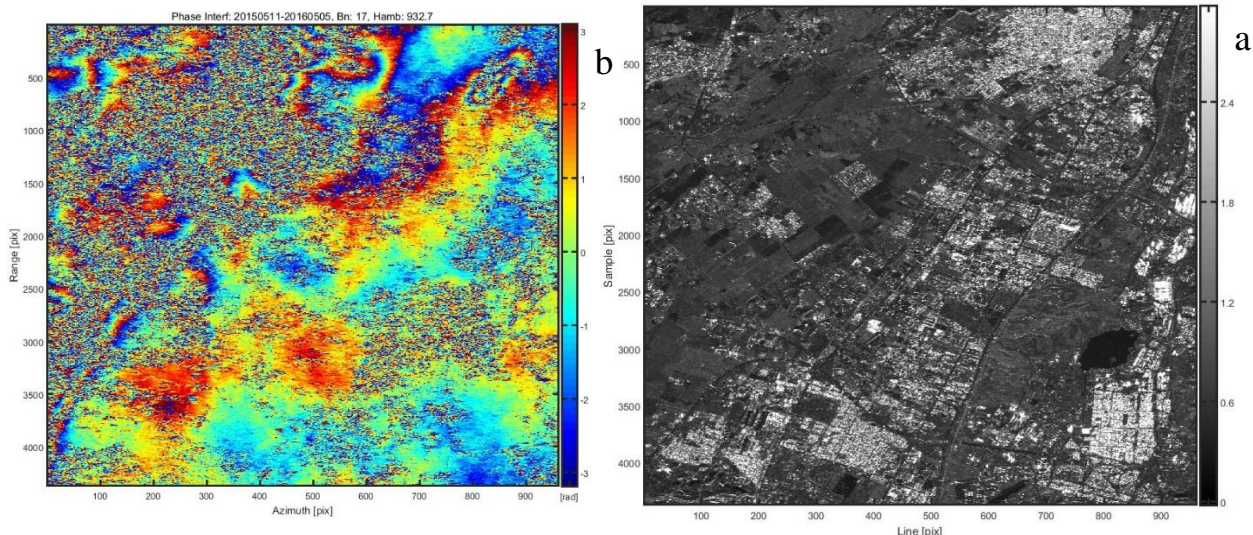 Phase Interf: 20150511-20160505, Bn: 17, Hamb: 932.7
b
500
1000
1500
2000
2500
3000
3500
4000
Range [pix]
100 200 300 400 500 600 700 800 900
Azimuth [pix]
3
2
1
0
-1
-2
-3
[rad]
a
500
1000
1500
2000
2500
3000
3500
4000
Sample [pix]
100 200 300 400 500 600 700 800 900
Line [pix]
2.4
1.8
1.2
0.6
0